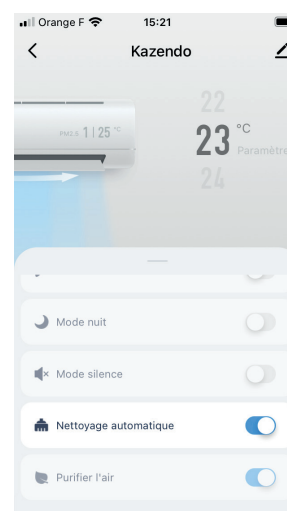 Orange F 15:21
Kazendo
22
PM2.5 1 | 25 °C
23 °C
Paramètre
24
Mode nuit
Mode silence
Nettoyage automatique
Purifier l'air